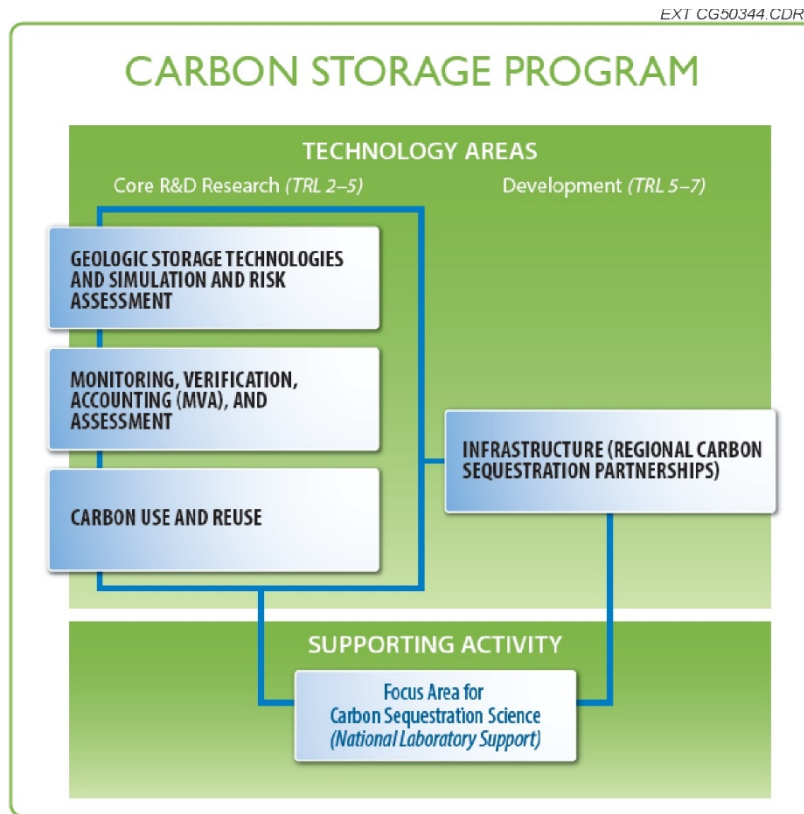 EXT CG50344.CDR
CARBON STORAGE PROGRAM
TECHNOLOGY AREAS
Core R&D Research (TRL 2–5)
Development (TRL 5–7)
GEOLOGIC STORAGE TECHNOLOGIES
AND SIMULATION AND RISK
ASSESSMENT
MONITORING, VERIFICATION,
ACCOUNTING (MVA), AND
ASSESSMENT
CARBON USE AND REUSE
INFRASTRUCTURE (REGIONAL CARBON
SEQUESTRATION PARTNERSHIPS)
SUPPORTING ACTIVITY
Focus Area for
Carbon Sequestration Science
(National Laboratory Support)